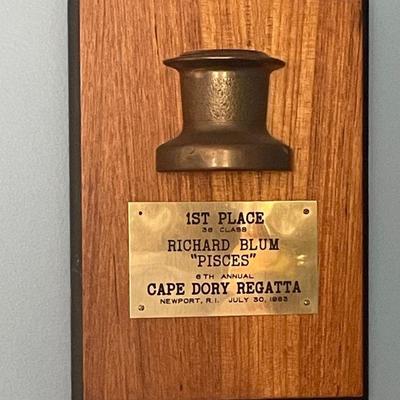 1ST PLACE
36 CLASS
RICHARD BLUM
"PISCES"
6TH ANNUAL
CAPE DORY REGATTA
NEWPORT, R.I. JULY 30, 1983